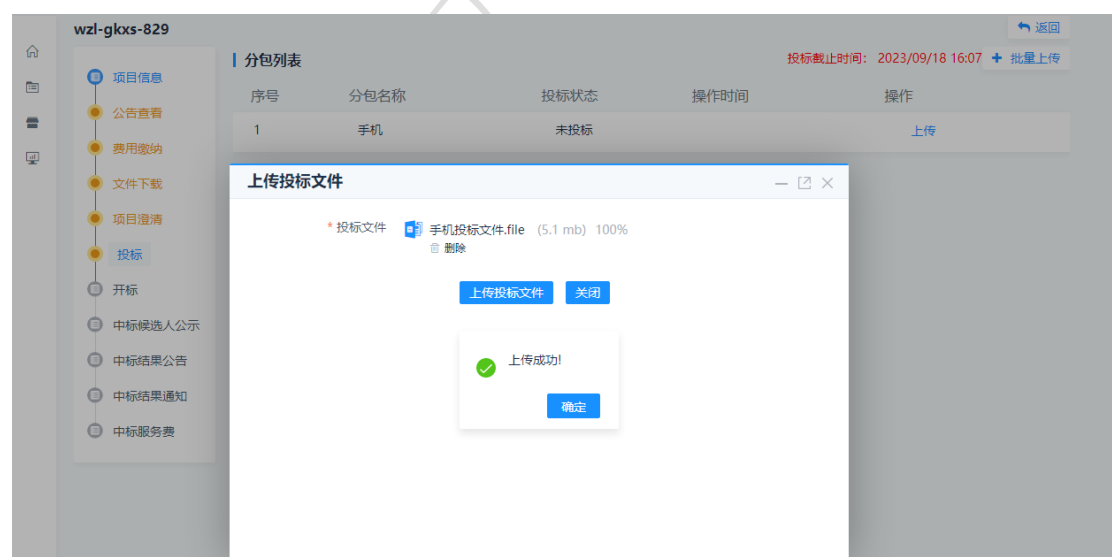 wzl-gkxs-829
返回
项目信息
公告查看
费用缴纳
文件下载
项目澄清
投标
开标
中标候选人公示
中标结果公告
中标结果通知
中标服务费
分包列表
投标截止时间： 2023/09/18 16:07
批量上传
序号 分包名称 投标状态 操作时间 操作
1 手机 未投标 上传
上传投标文件
* 投标文件 手机投标文件.file (5.1 mb) 100%
删除
上传投标文件 关闭
上传成功!
确定